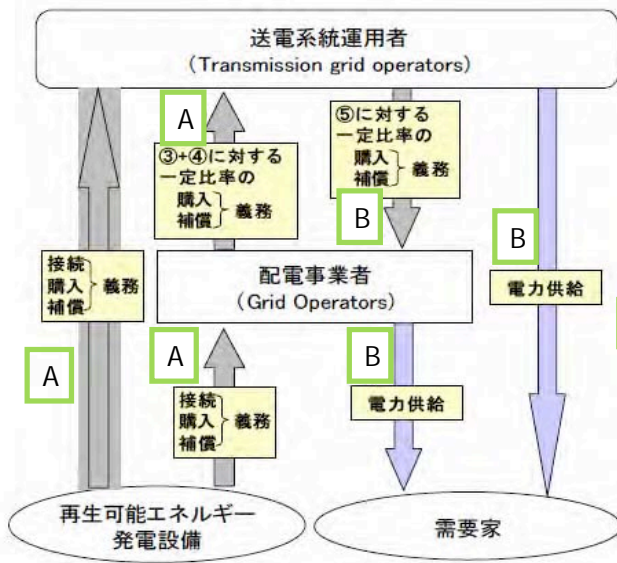 送電系統運用者
(Transmission grid operators)
A
③+④に対する
一定比率の
購入
補償
義務
⑤に対する
一定比率の
購入
補償
義務
B
B
接続
購入
補償
義務
配電事業者
(Grid Operators)
電力供給
A
A
B
接続
購入
補償
義務
電力供給
再生可能エネルギー
発電設備
需要家